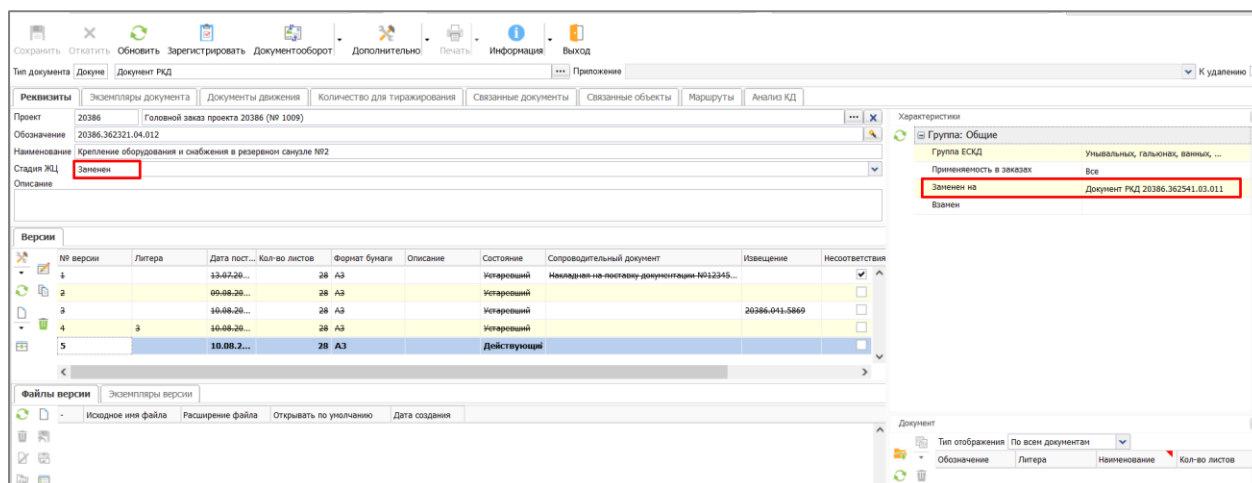 Сохранить Откатить Обновить Зарегистрировать Документооборот Дополнительно Печать Информация Выход
Тип документа Докуме Документ РКД ... Приложение К удалению
Реквизиты Экземпляры документа Документы движения Количество для тиражирования Связанные документы Связанные объекты Маршруты Анализ КД
Проект 20386 Головной заказ проекта 20386 (№ 1009) ... X
Обозначение 20386.362321.04.012
Наименование Крепление оборудования и снабжения в резервном санузле №2
Стадия ЖЦ Заменен
Описание
Характеристики
Группа: Общие
Группа ЕСКД Унывальных, гальюнах, ванных, ...
Применяемость в заказах Все
Заменен на Документ РКД 20386.362541.03.011
Взамен
Версии
№ версии Литера Дата пост... Кол-во листов Формат бумаги Описание Состояние Сопроводительный документ Извещение Несоответствия
1 13.07.20... 28 А3 Устаревший Накладная на поставку документации №12345...
2 09.08.20... 28 А3 Устаревший
3 10.08.20... 28 А3 Устаревший 20386.041.5869
4 3 10.08.20... 28 А3 Устаревший
5 10.08.2... 28 А3 Действующий
Файлы версии Экземпляры версии
- Исходное имя файла Расширение файла Открывать по умолчанию Дата создания
Документ
Тип отображения По всем документам
Обозначение Литера Наименование Кол-во листов